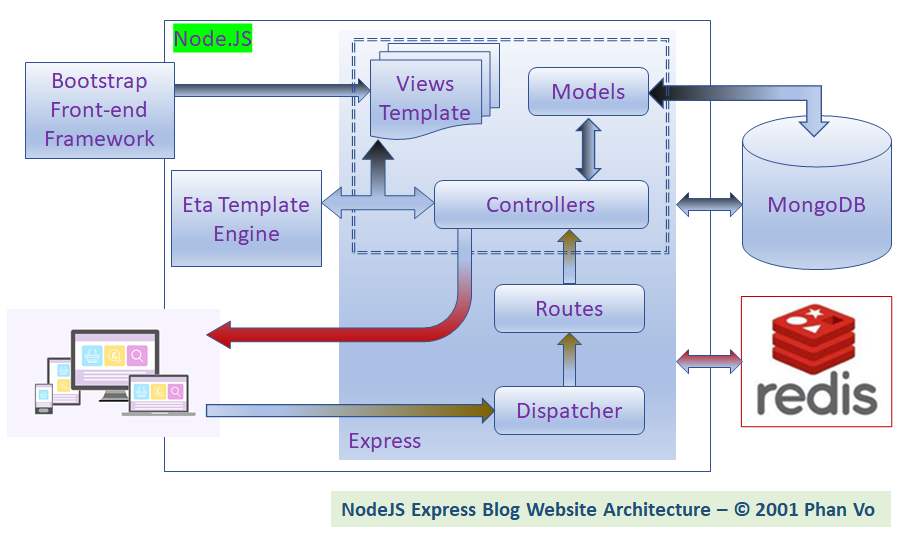 Node.JS
Bootstrap
Front-end
Framework
Views
Template
Models
Eta Template
Engine
Controllers
MongoDB
Routes
redis
Dispatcher
Express
NodeJS Express Blog Website Architecture – © 2001 Phan Vo